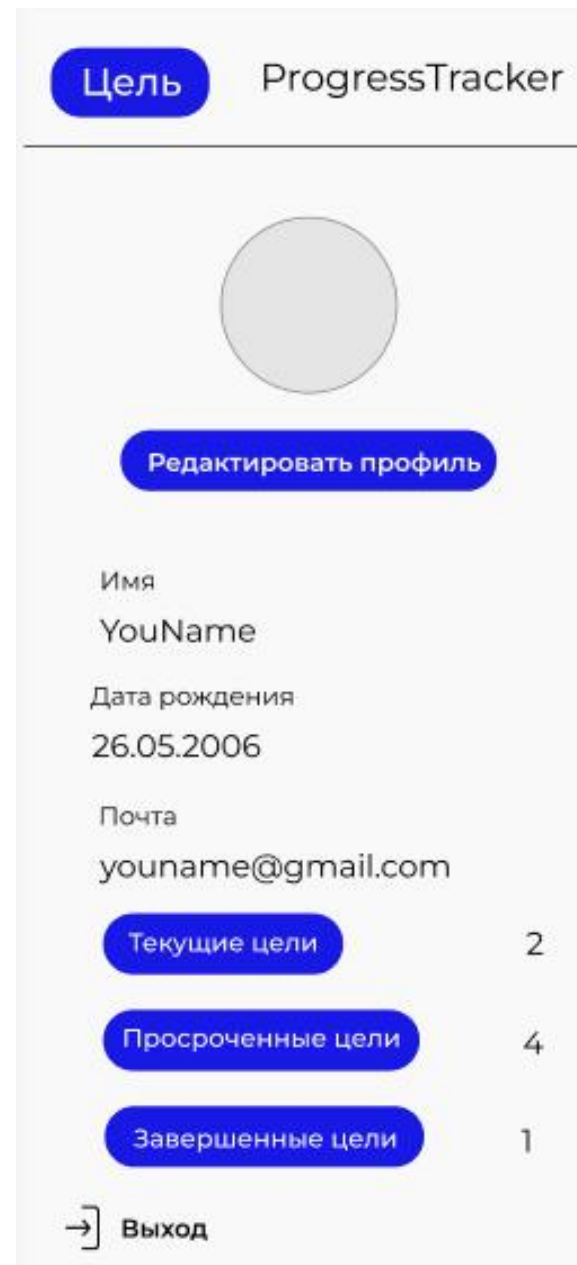 Цель ProgressTracker
Редактировать профиль
Имя
YouName
Дата рождения
26.05.2006
Почта
youname@gmail.com
Текущие цели 2
Просроченные цели 4
Завершенные цели 1
Выход